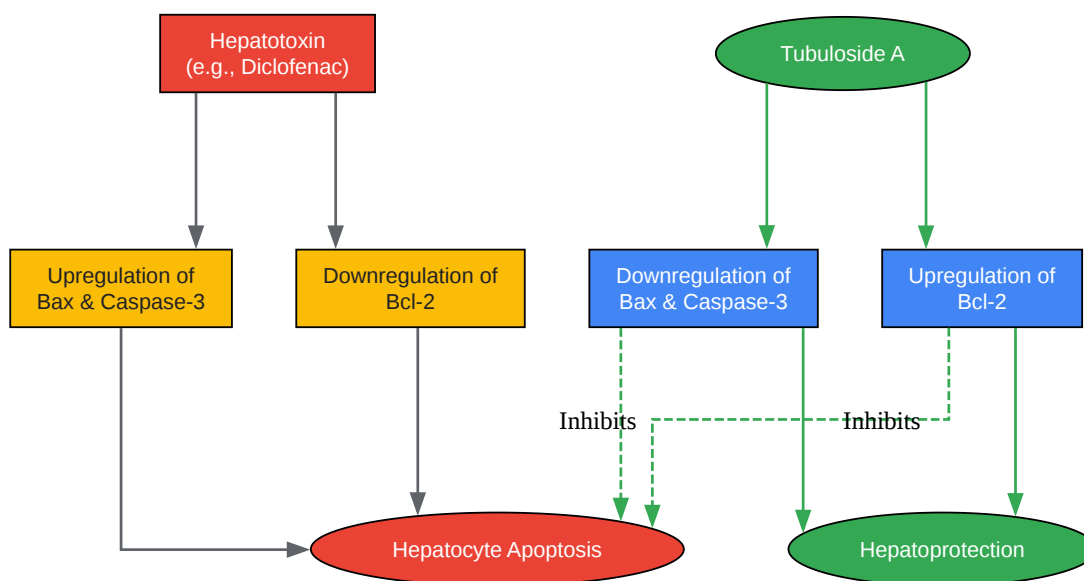 Hepatotoxin
(e.g., Diclofenac)
Tubuloside A
Upregulation of
Bax & Caspase-3
Downregulation of
Bcl-2
Downregulation of
Bax & Caspase-3
Upregulation of
Bcl-2
Inhibits
Inhibits
Hepatocyte Apoptosis
Hepatoprotection